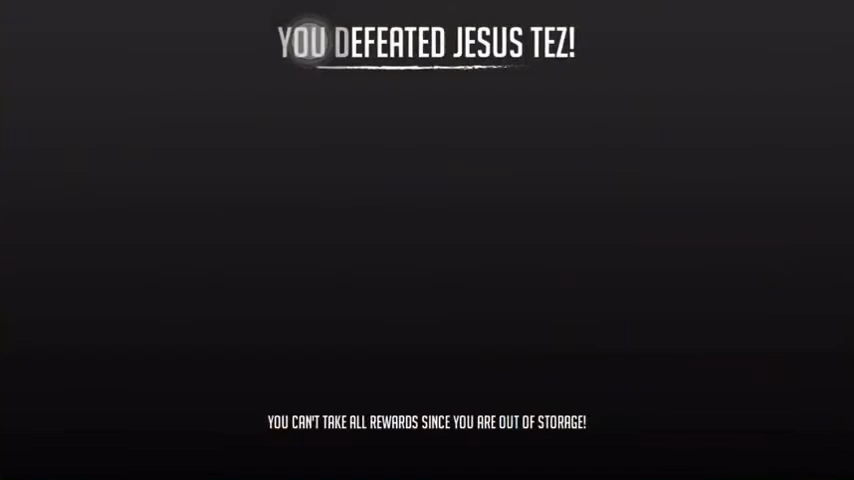 YOU DEFEATED JESUS TEZ!
YOU CAN'T TAKE ALL REWARDS SINCE YOU ARE OUT OF STORAGE!